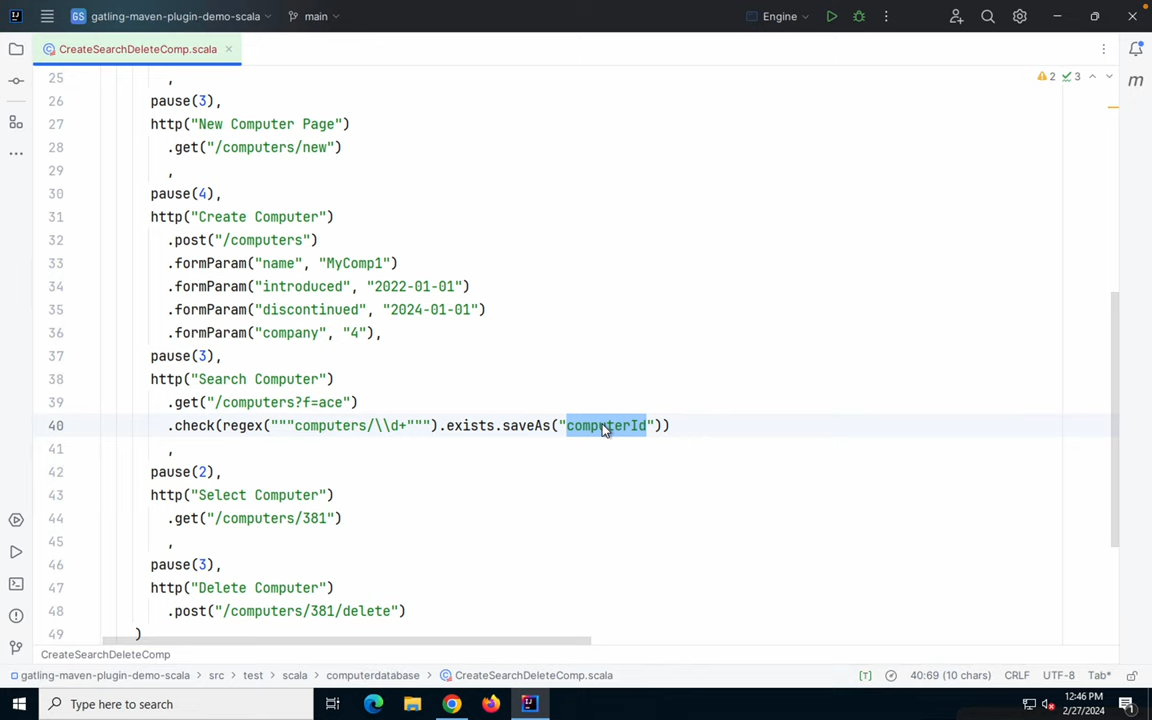 GS gatling-maven-plugin-demo-scala main Engine
CreateSearchDeleteComp.scala
2 3
25 ,
26 pause(3),
27 http("New Computer Page")
28 .get("/computers/new")
29 ,
30 pause(4),
31 http("Create Computer")
32 .post("/computers")
33 .formParam("name", "MyComp1")
34 .formParam("introduced", "2022-01-01")
35 .formParam("discontinued", "2024-01-01")
36 .formParam("company", "4"),
37 pause(3),
38 http("Search Computer")
39 .get("/computers?f=ace")
40 .check(regex("""computers/\\d+""").exists.saveAs("computerId"))
41 ,
42 pause(2),
43 http("Select Computer")
44 .get("/computers/381")
45 ,
46 pause(3),
47 http("Delete Computer")
48 .post("/computers/381/delete")
49 )
CreateSearchDeleteComp
gatling-maven-plugin-demo-scala > src > test > scala > computerdatabase > CreateSearchDeleteComp.scala [T] 40:69 (10 chars) CRLF UTF-8 Tab*
Type here to search
12:46 PM
2/27/2024